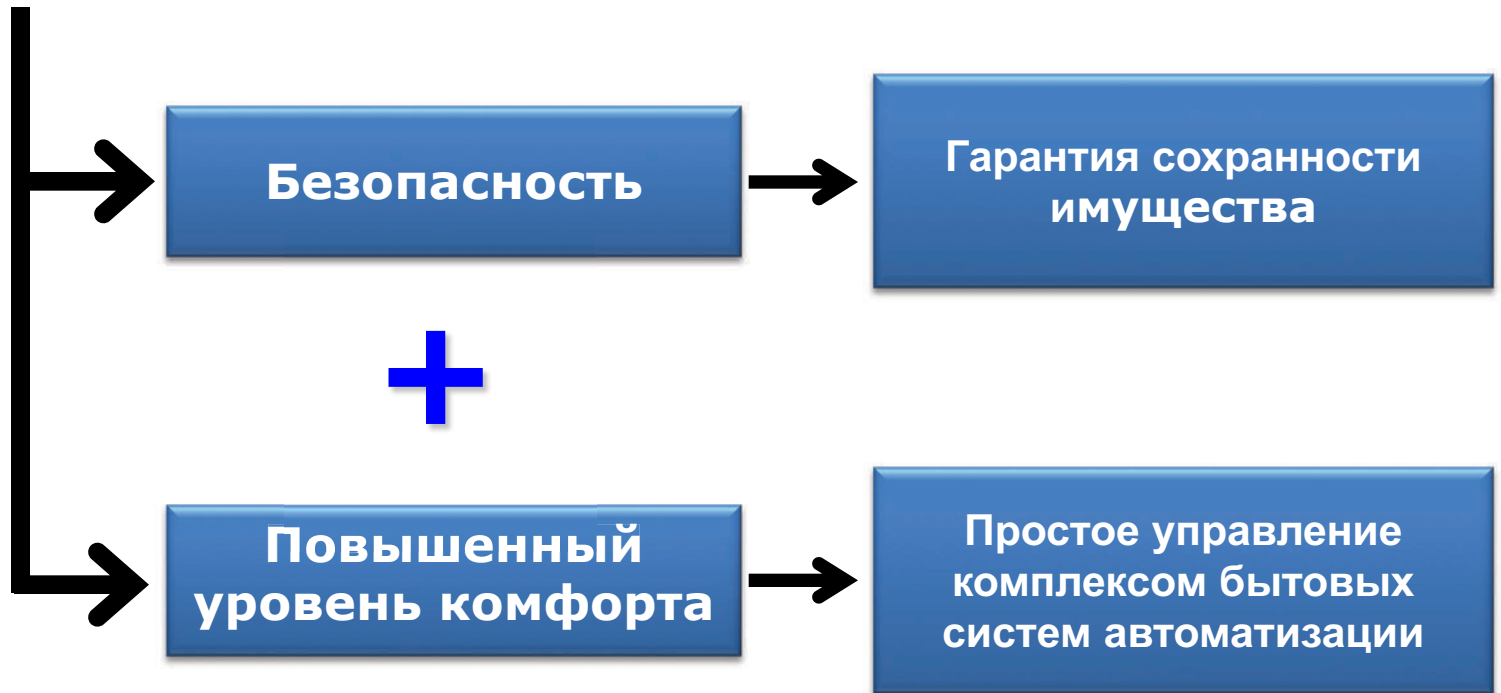 Безопасность
Гарантия сохранности
имущества
+
Повышенный
уровень комфорта
Простое управление
комплексом бытовых
систем автоматизации